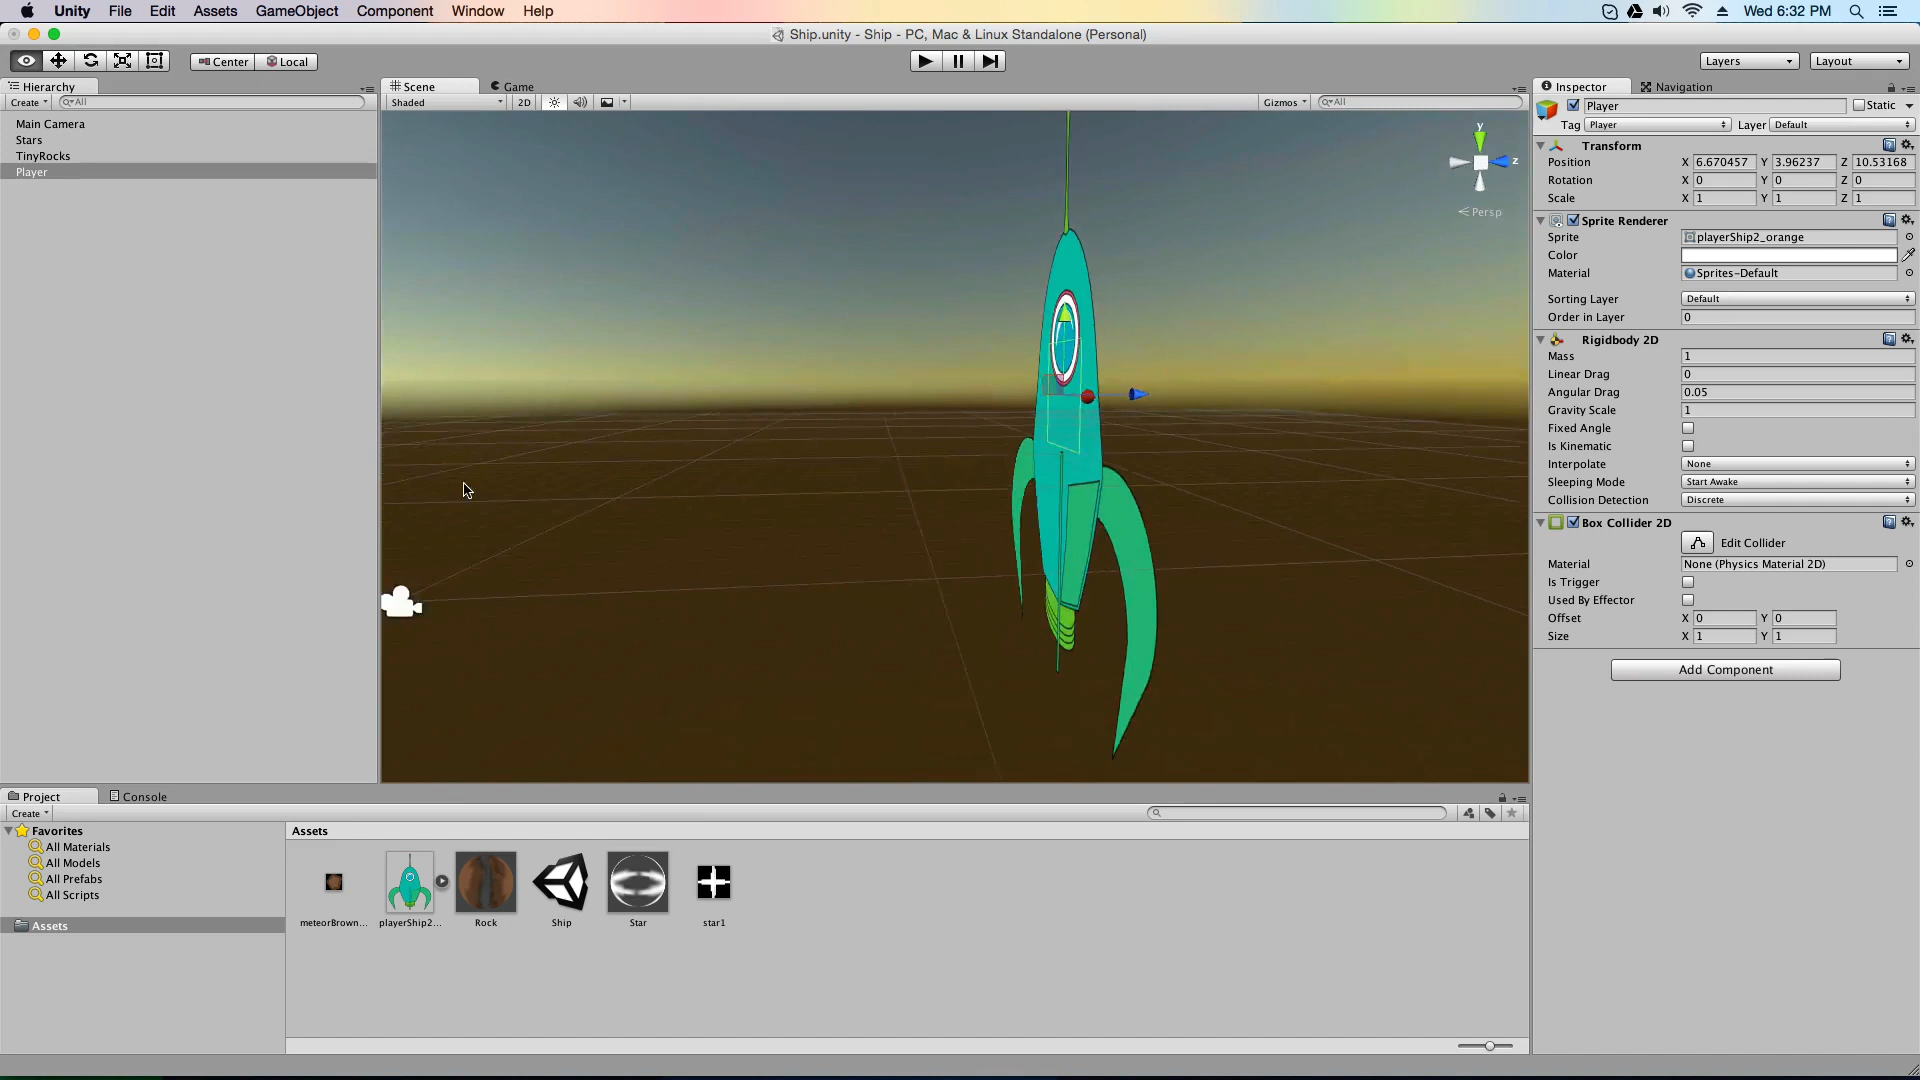 Unity File Edit Assets GameObject Component Window Help Wed 6:32 PM
Ship.unity - Ship - PC, Mac & Linux Standalone (Personal)
Center Local Layers Layout
Hierarchy
Create All
Main Camera
Stars
TinyRocks
Player
Scene Game
Shaded 2D Gizmos All
y
z
Persp
Inspector Navigation
Player Static
Tag Player Layer Default
Transform
Position X 6.670457 Y 3.96237 Z 10.53168
Rotation X 0 Y 0 Z 0
Scale X 1 Y 1 Z 1
Sprite Renderer
Sprite playerShip2_orange
Color
Material Sprites-Default
Sorting Layer Default
Order in Layer 0
Rigidbody 2D
Mass 1
Linear Drag 0
Angular Drag 0.05
Gravity Scale 1
Fixed Angle
Is Kinematic
Interpolate None
Sleeping Mode Start Awake
Collision Detection Discrete
Box Collider 2D
Edit Collider
Material None (Physics Material 2D)
Is Trigger
Used By Effector
Offset X 0 Y 0
Size X 1 Y 1
Add Component
Project Console
Create
Favorites
All Materials
All Models
All Prefabs
All Scripts
Assets
Assets
meteorBrown... playerShip2... Rock Ship Star star1